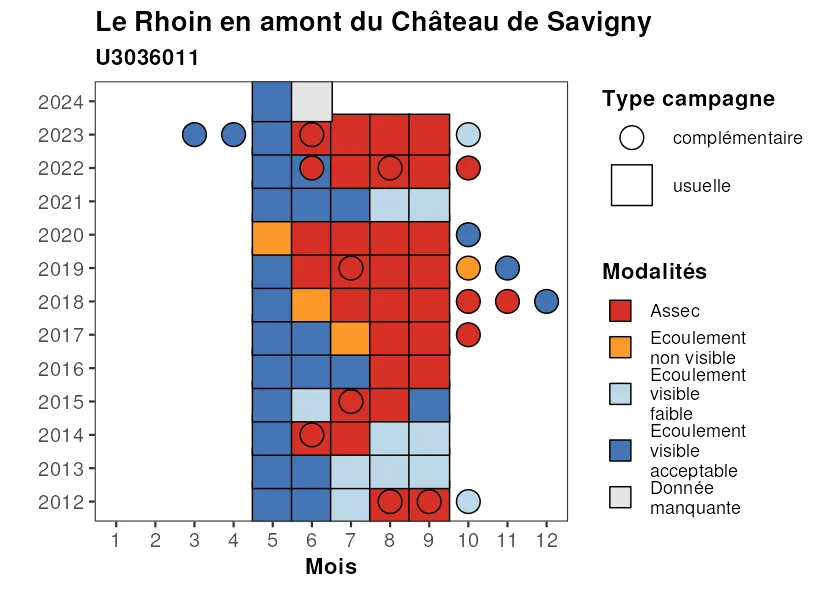 Le Rhoin en amont du Château de Savigny
U3036011
2024
2023
2022
2021
2020
2019
2018
2017
2016
2015
2014
2013
2012
1 2 3 4 5 6 7 8 9 10 11 12
Mois
Type campagne
complémentaire
usuelle
Modalités
Assec
Ecoulement
non visible
Ecoulement
visible
faible
Ecoulement
visible
acceptable
Donnée
manquante